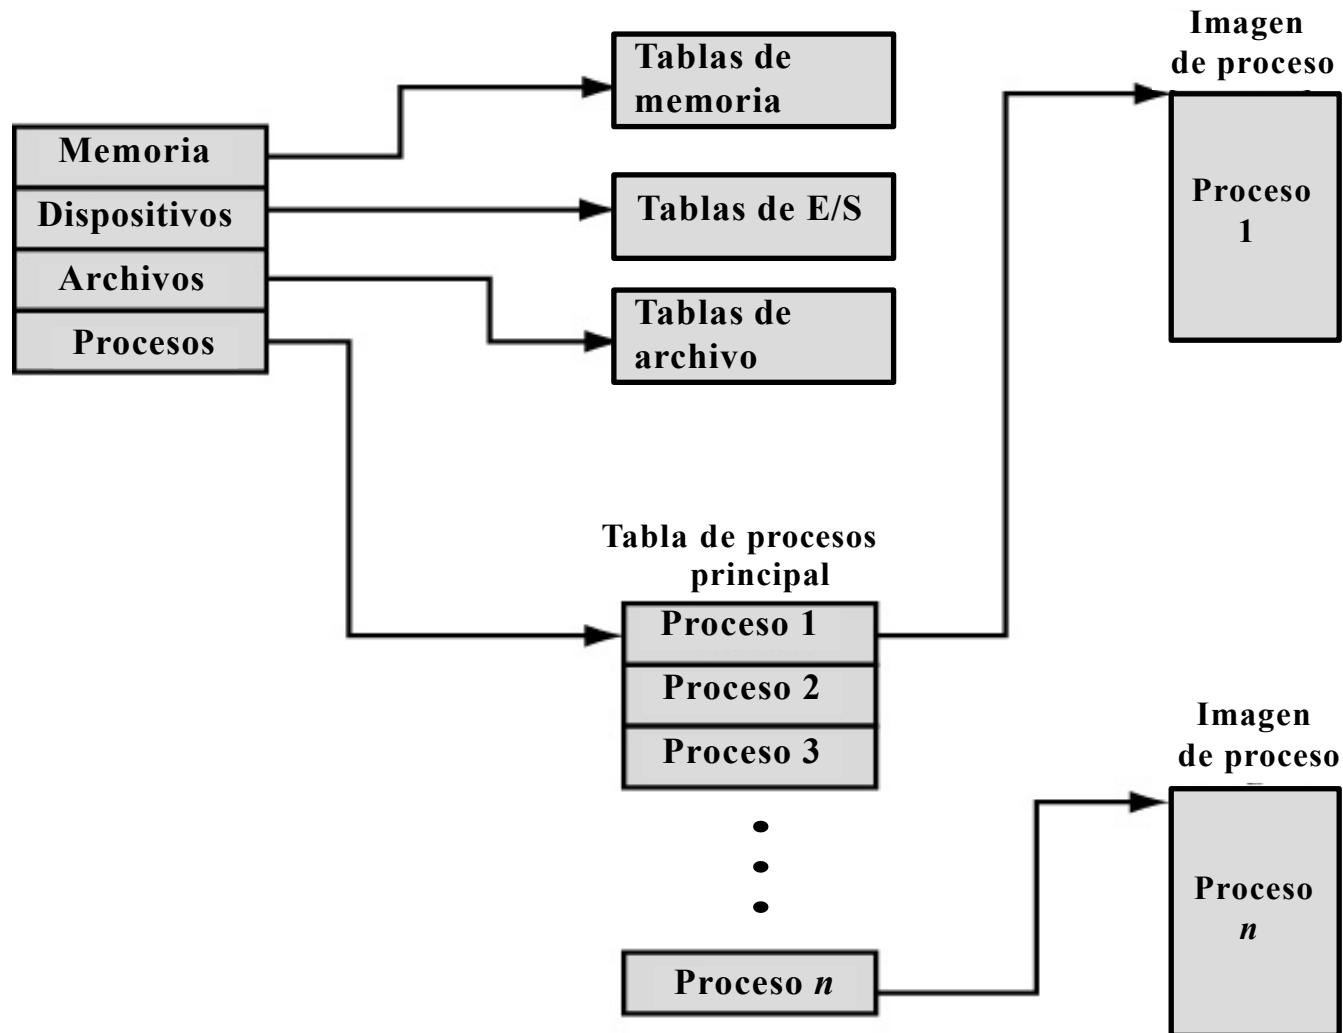 Memoria
Dispositivos
Archivos
Procesos
Tablas de
memoria
Tablas de E/S
Tablas de
archivo
Tabla de procesos
principal
Proceso 1
Proceso 2
Proceso 3
Proceso n
Imagen
de proceso
Proceso
1
Imagen
de proceso
Proceso
n